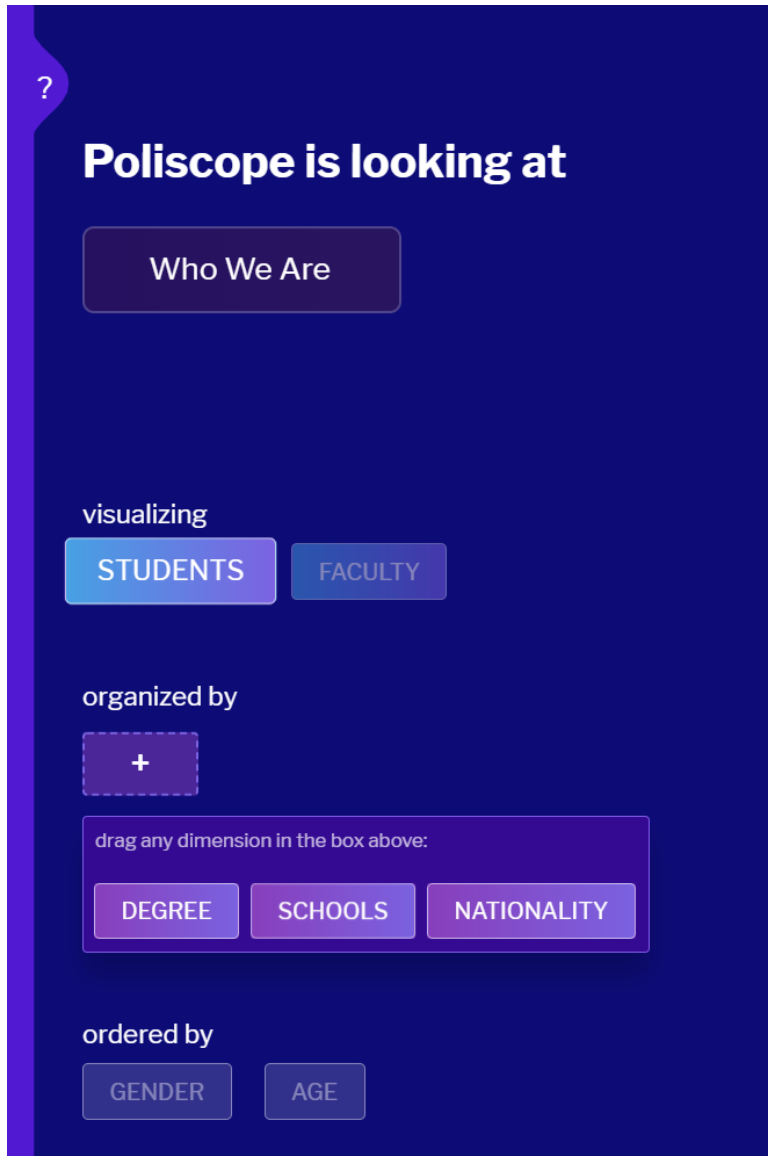 ?
Poliscope is looking at
Who We Are
visualizing
STUDENTS FACULTY
organized by
+
drag any dimension in the box above:
DEGREE SCHOOLS NATIONALITY
ordered by
GENDER AGE